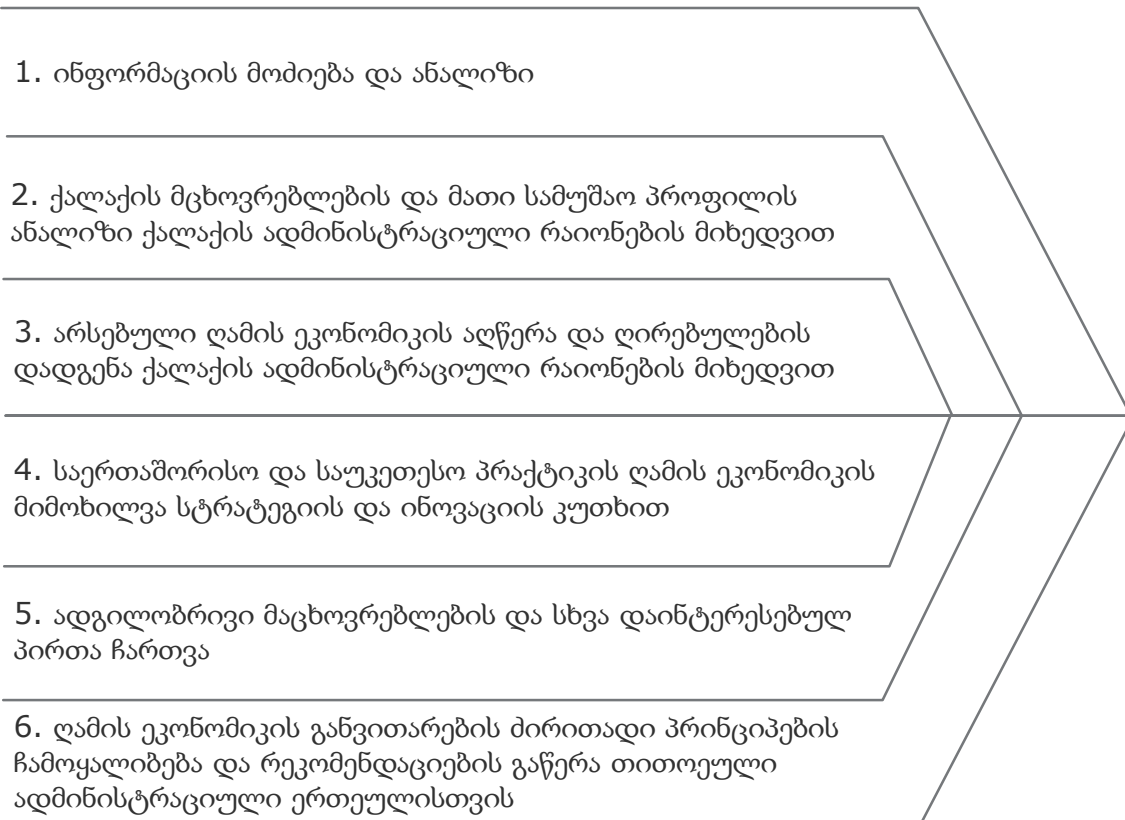 1. ინფორმაციის მოძიება და ანალიზი
2. ქალაქის მცხოვრებლების და მათი სამუშაო პროფილის
ანალიზი ქალაქის ადმინისტრაციული რაიონების მიხედვით
3. არსებული ღამის ეკონომიკის აღწერა და ღირებულების
დადგენა ქალაქის ადმინისტრაციული რაიონების მიხედვით
4. საერთაშორისო და საუკეთესო პრაქტიკის ღამის ეკონომიკის
მიმოხილვა სტრატეგიის და ინოვაციის კუთხით
5. ადგილობრივი მაცხოვრებლების და სხვა დაინტერესებულ
პირთა ჩართვა
6. ღამის ეკონომიკის განვითარების ძირითადი პრინციპების
ჩამოყალიბება და რეკომენდაციების გაწერა თითოეული
ადმინისტრაციული ერთეულისთვის